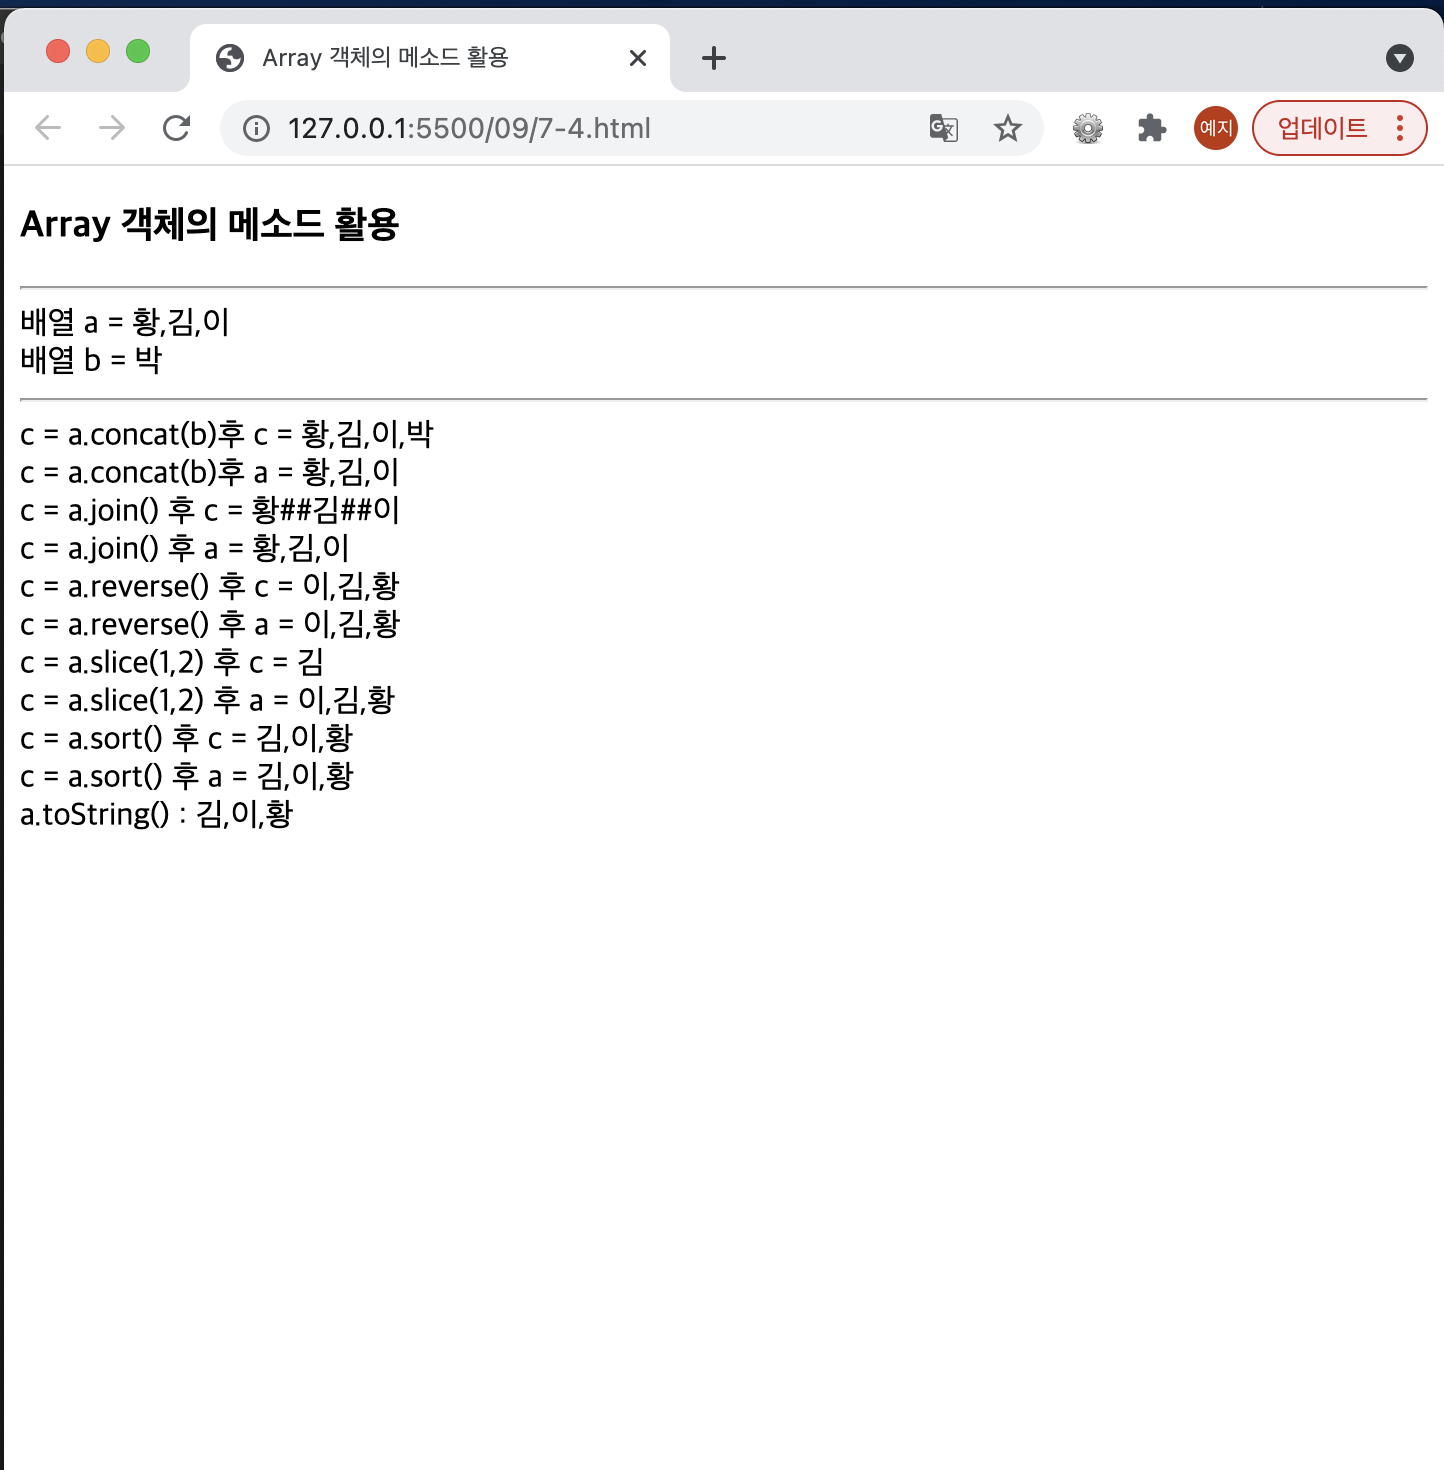 Array 객체의 메소드 활용
127.0.0.1:5500/09/7-4.html
예지
업데이트
Array 객체의 메소드 활용
배열 a = 황,김,이
배열 b = 박
c = a.concat(b)후 c = 황,김,이,박
c = a.concat(b)후 a = 황,김,이
c = a.join() 후 c = 황##김##이
c = a.join() 후 a = 황,김,이
c = a.reverse() 후 c = 이,김,황
c = a.reverse() 후 a = 이,김,황
c = a.slice(1,2) 후 c = 김
c = a.slice(1,2) 후 a = 이,김,황
c = a.sort() 후 c = 김,이,황
c = a.sort() 후 a = 김,이,황
a.toString() : 김,이,황